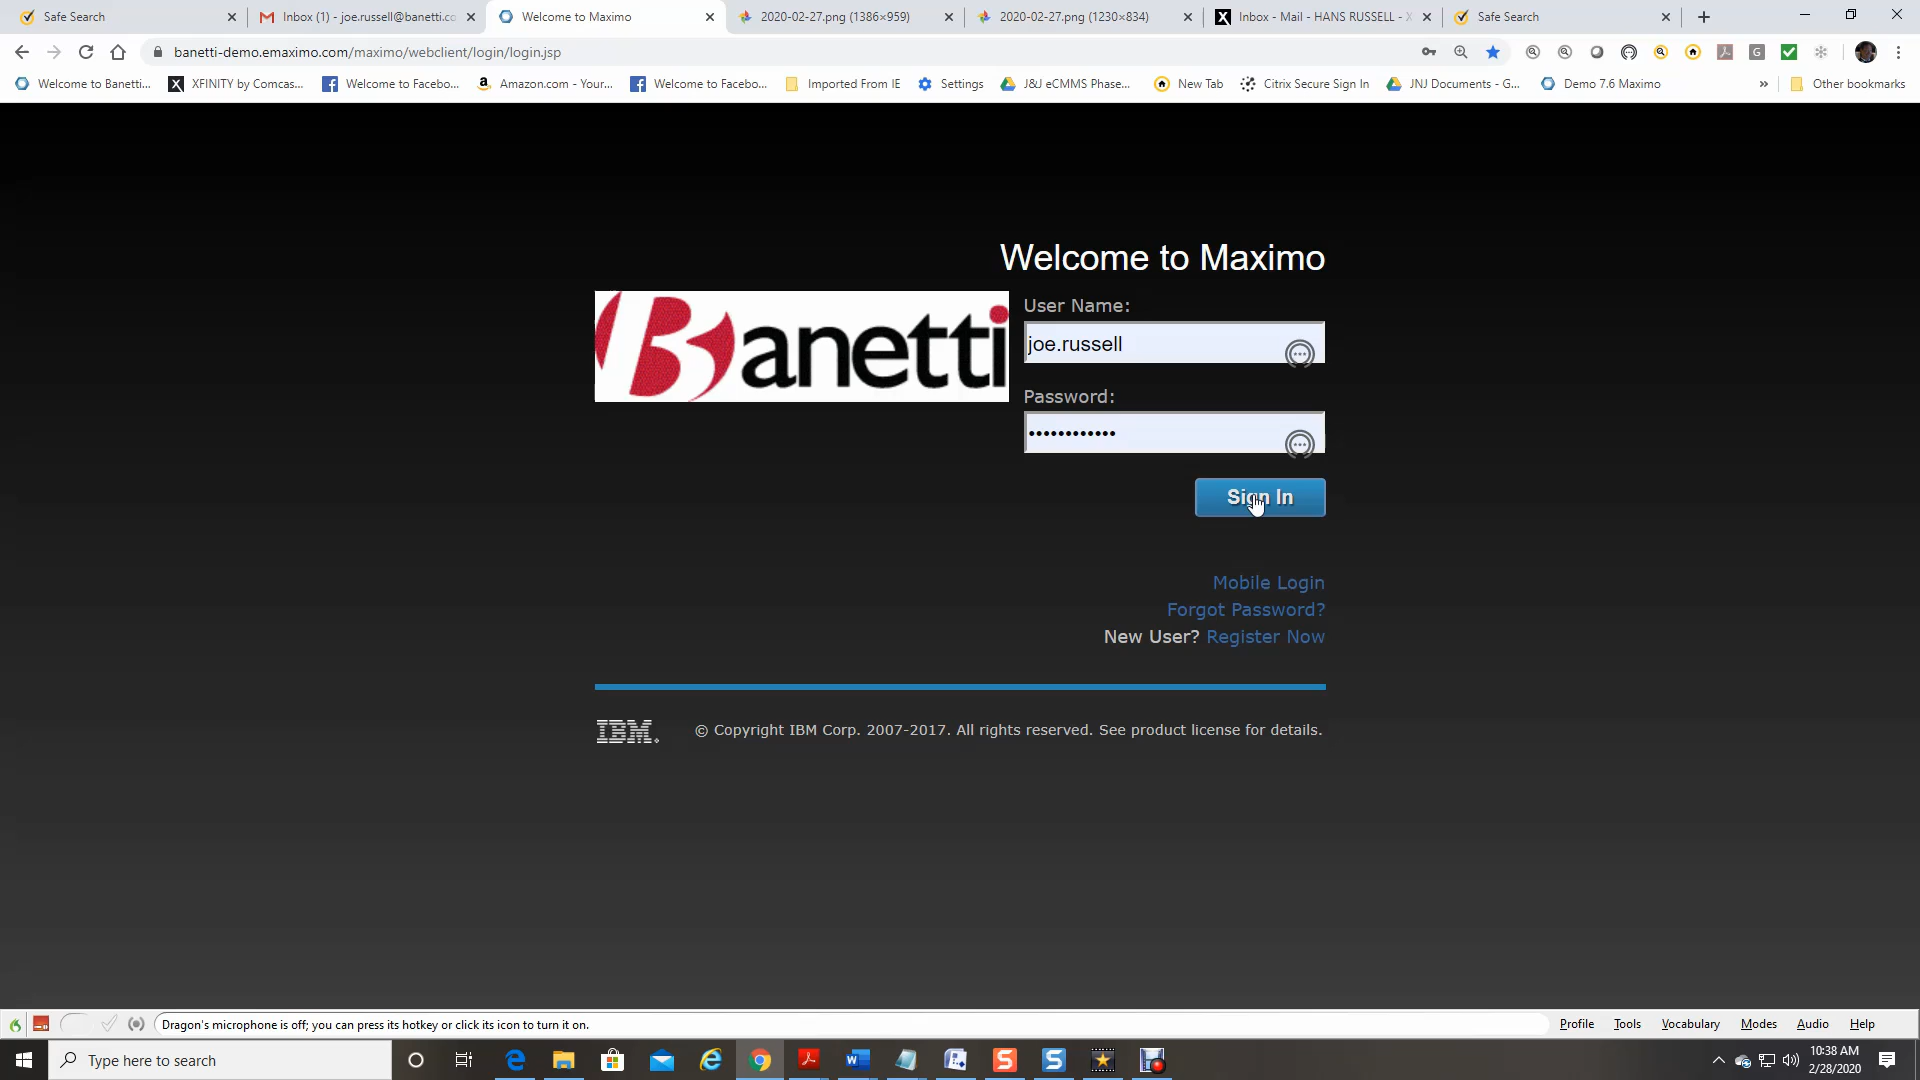 Safe Search
Inbox (1) - joe.russell@banetti.co
Welcome to Maximo
2020-02-27.png (1386×959)
2020-02-27.png (1230×834)
Inbox - Mail - HANS RUSSELL - X
Safe Search
banetti-demo.emaximo.com/maximo/webclient/login/login.jsp
Welcome to Banetti...
XFINITY by Comcas...
Welcome to Facebo...
Amazon.com - Your...
Welcome to Facebo...
Imported From IE
Settings
J&J eCMMS Phase...
New Tab
Citrix Secure Sign In
JNJ Documents - G...
Demo 7.6 Maximo
»
Other bookmarks
Welcome to Maximo
Banetti
User Name:
joe.russell
Password:
••••••••••••
Sign In
Mobile Login
Forgot Password?
New User? Register Now
IBM.
© Copyright IBM Corp. 2007-2017. All rights reserved. See product license for details.
Dragon's microphone is off; you can press its hotkey or click its icon to turn it on.
Profile
Tools
Vocabulary
Modes
Audio
Help
Type here to search
10:38 AM
2/28/2020